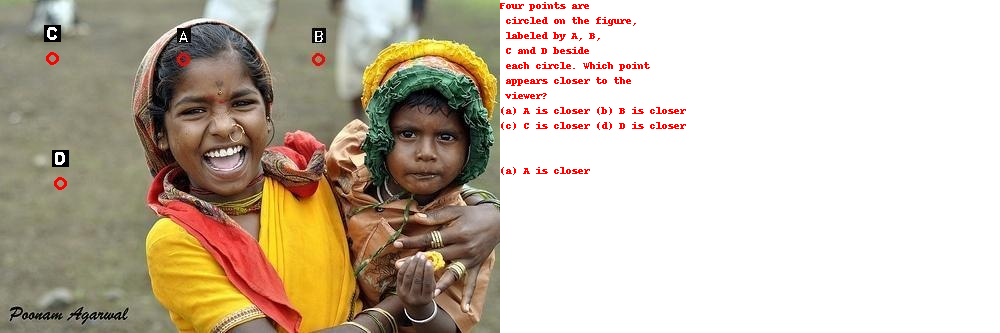 C
A
B
D
Poonam Agarwal
Four points are
circled on the figure,
labeled by A, B,
C and D beside
each circle. Which point
appears closer to the
viewer?
(a) A is closer (b) B is closer
(c) C is closer (d) D is closer
(a) A is closer